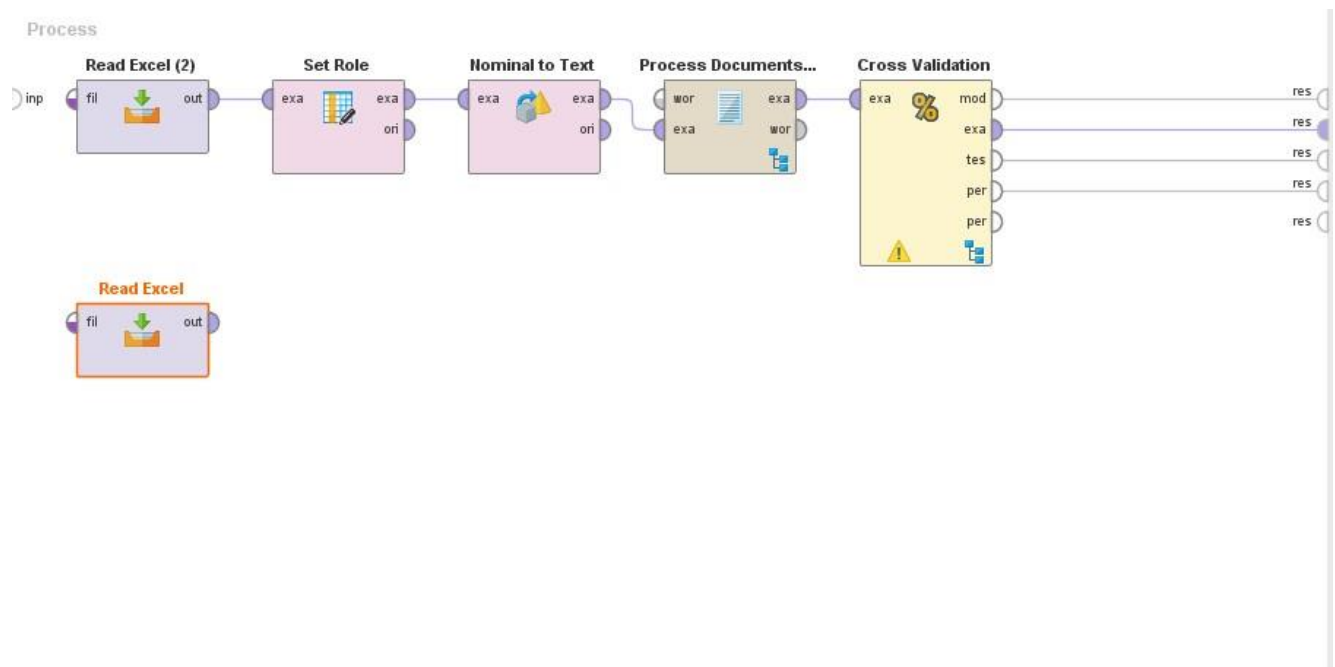 Process
Read Excel (2)
Set Role
Nominal to Text
Process Documents...
Cross Validation
inp
fil
out
exa
exa
ori
exa
exa
ori
wor
exa
exa
wor
exa
mod
exa
tes
per
per
res
res
res
res
res
Read Excel
fil
out